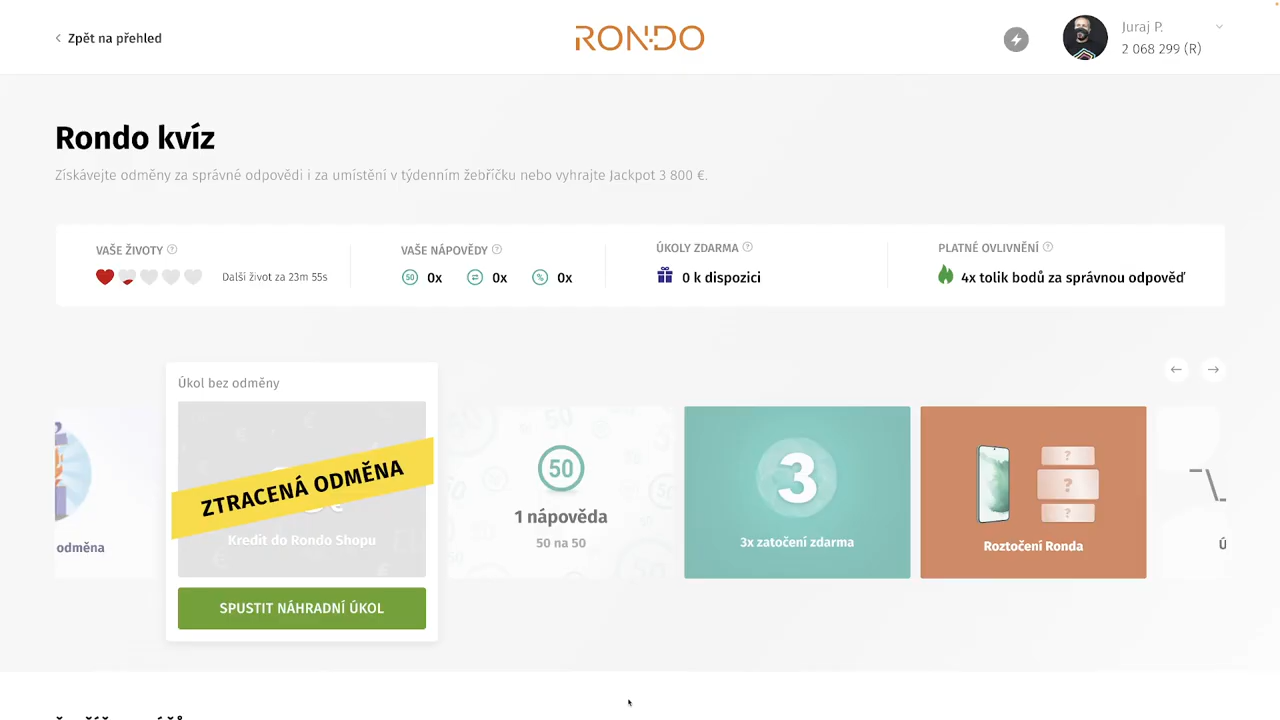 Zpět na přehled
RONDO
Juraj P.
2 068 299 (R)
Rondo kvíz
Získávejte odměny za správné odpovědi i za umístění v týdenním žebříčku nebo vyhrajte Jackpot 3 800 €.
VAŠE ŽIVOTY ?
Další život za 23m 55s
VAŠE NÁPOVĚDY ?
50 0x
0x
% 0x
ÚKOLY ZDARMA ?
0 k dispozici
PLATNÉ OVLIVNĚNÍ ?
4x tolik bodů za správnou odpověď
Úkol bez odměny
ZTRACENÁ ODMĚNA
Kredit do Rondo Shopu
SPUSTIT NÁHRADNÍ ÚKOL
odměna
50
1 nápověda
50 na 50
3
3x zatočení zdarma
?
?
?
Roztočení Ronda
Ú